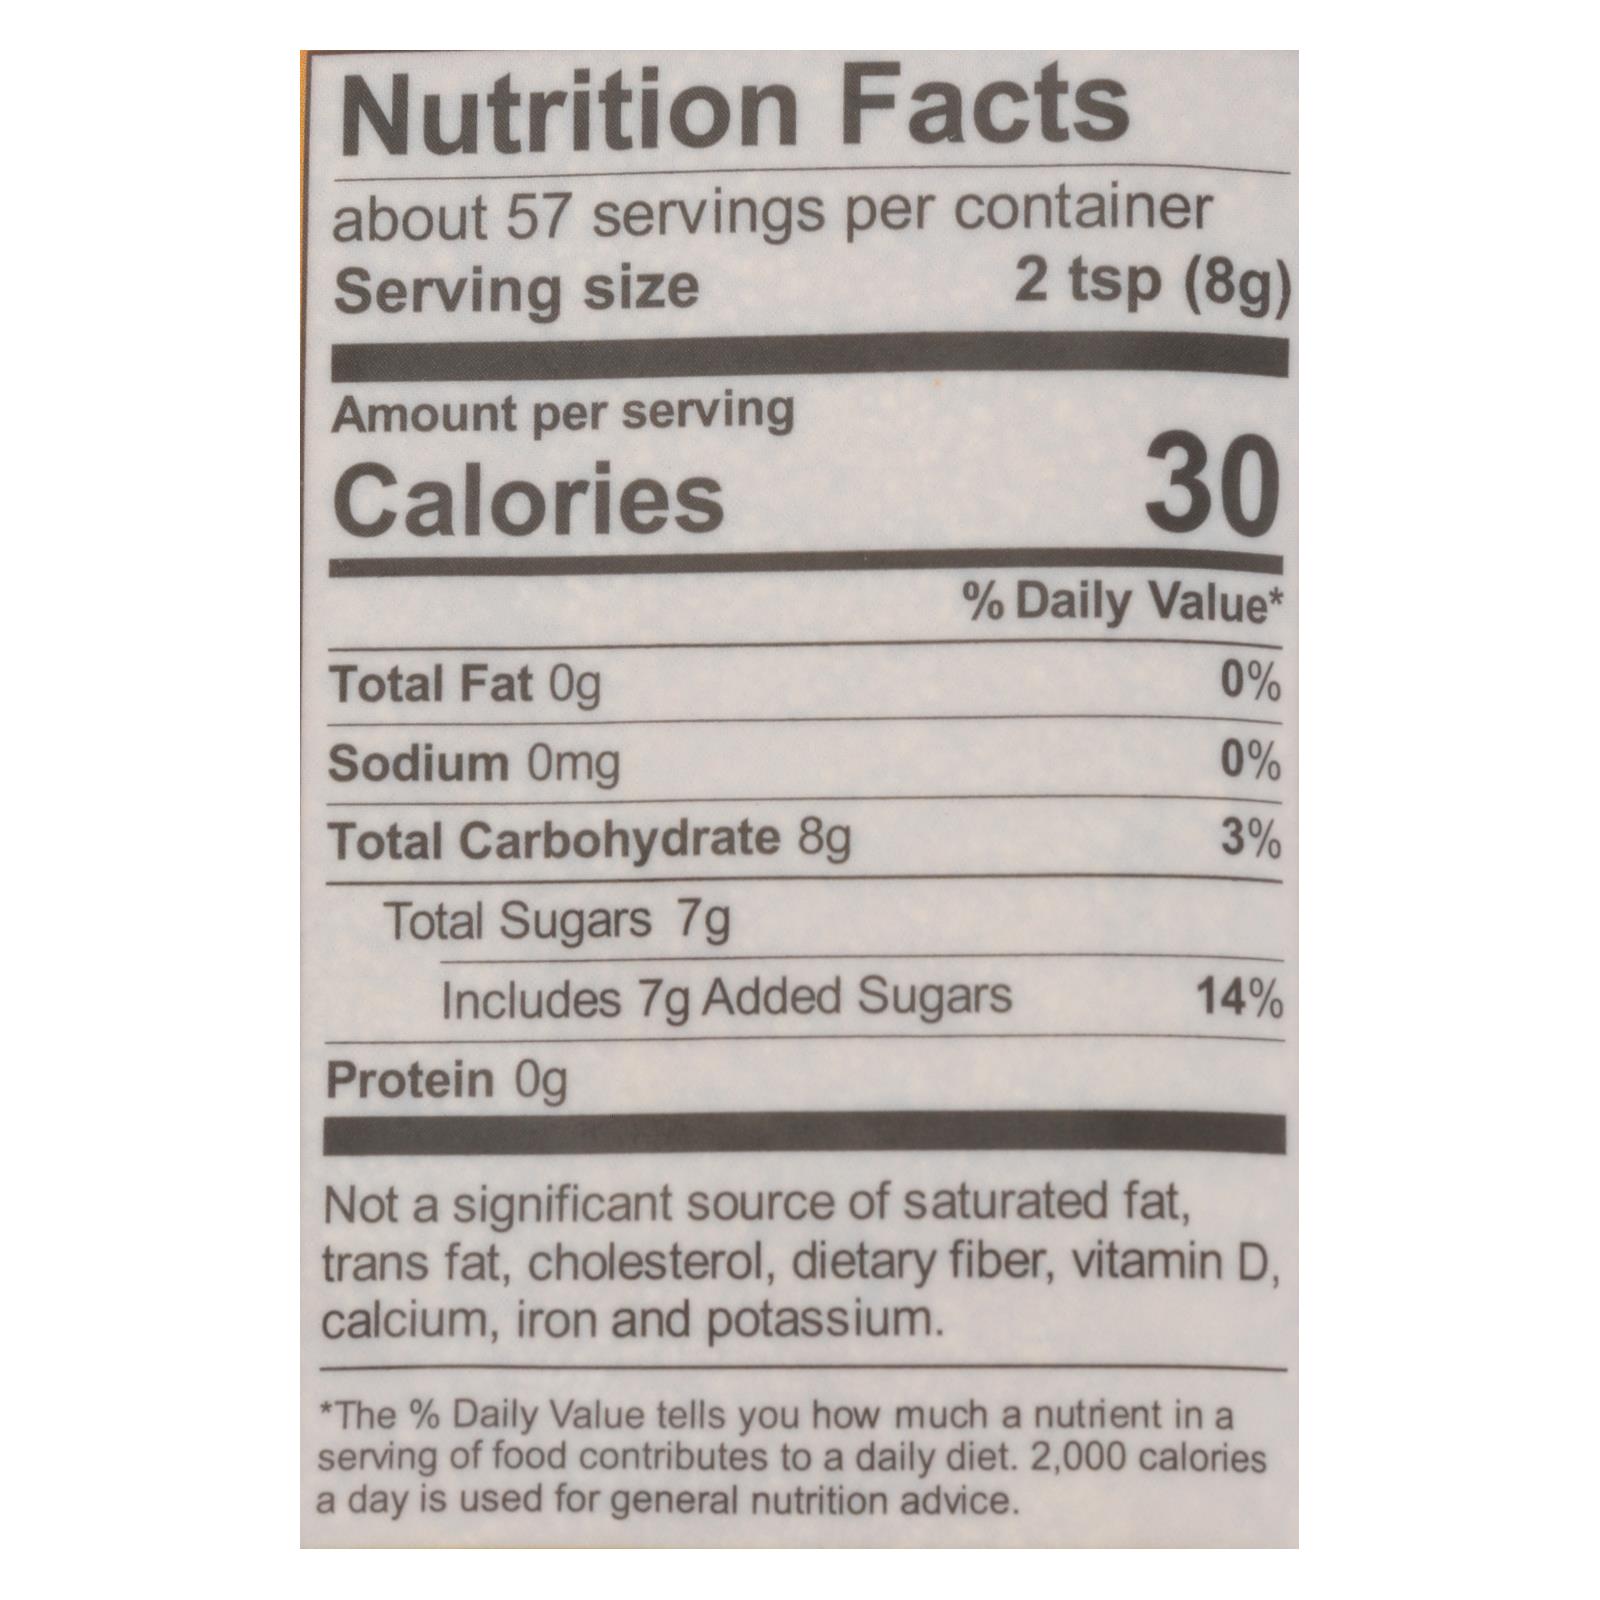 Nutrition Facts
about 57 servings per container
Serving size 2 tsp (8g)
Amount per serving
Calories 30
% Daily Value*
Total Fat 0g 0%
Sodium 0mg 0%
Total Carbohydrate 8g 3%
Total Sugars 7g
Includes 7g Added Sugars 14%
Protein 0g
Not a significant source of saturated fat,
trans fat, cholesterol, dietary fiber, vitamin D,
calcium, iron and potassium.
*The % Daily Value tells you how much a nutrient in a
serving of food contributes to a daily diet. 2,000 calories
a day is used for general nutrition advice.